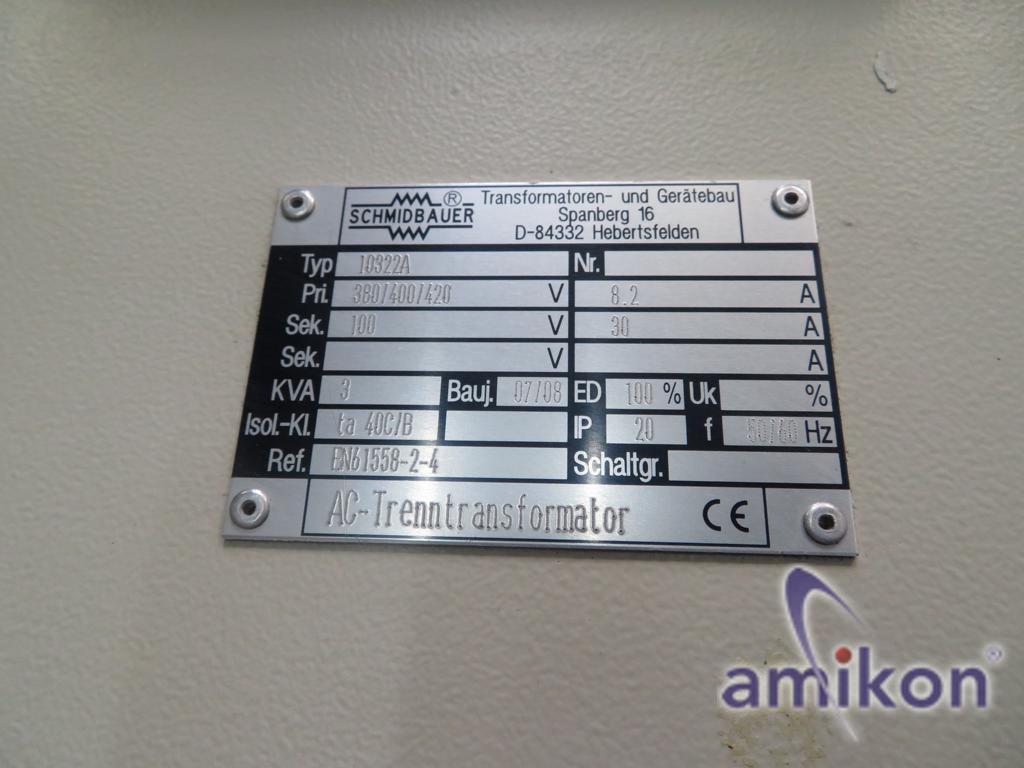 SCHMIDBAUER ®
Transformatoren- und Gerätebau
Spanberg 16
D-84332 Hebertsfelden
Typ 10322A Nr.
Pri. 380/400/420 V 8.2 A
Sek. 100 V 30 A
Sek. V A
KVA 3 Bauj. 07/08 ED 100 % Uk %
Isol.-Kl. ta 40C/B IP 20 f 50/60 Hz
Ref. EN61558-2-4 Schaltgr.
AC-Trenntransformator CE
amikon®